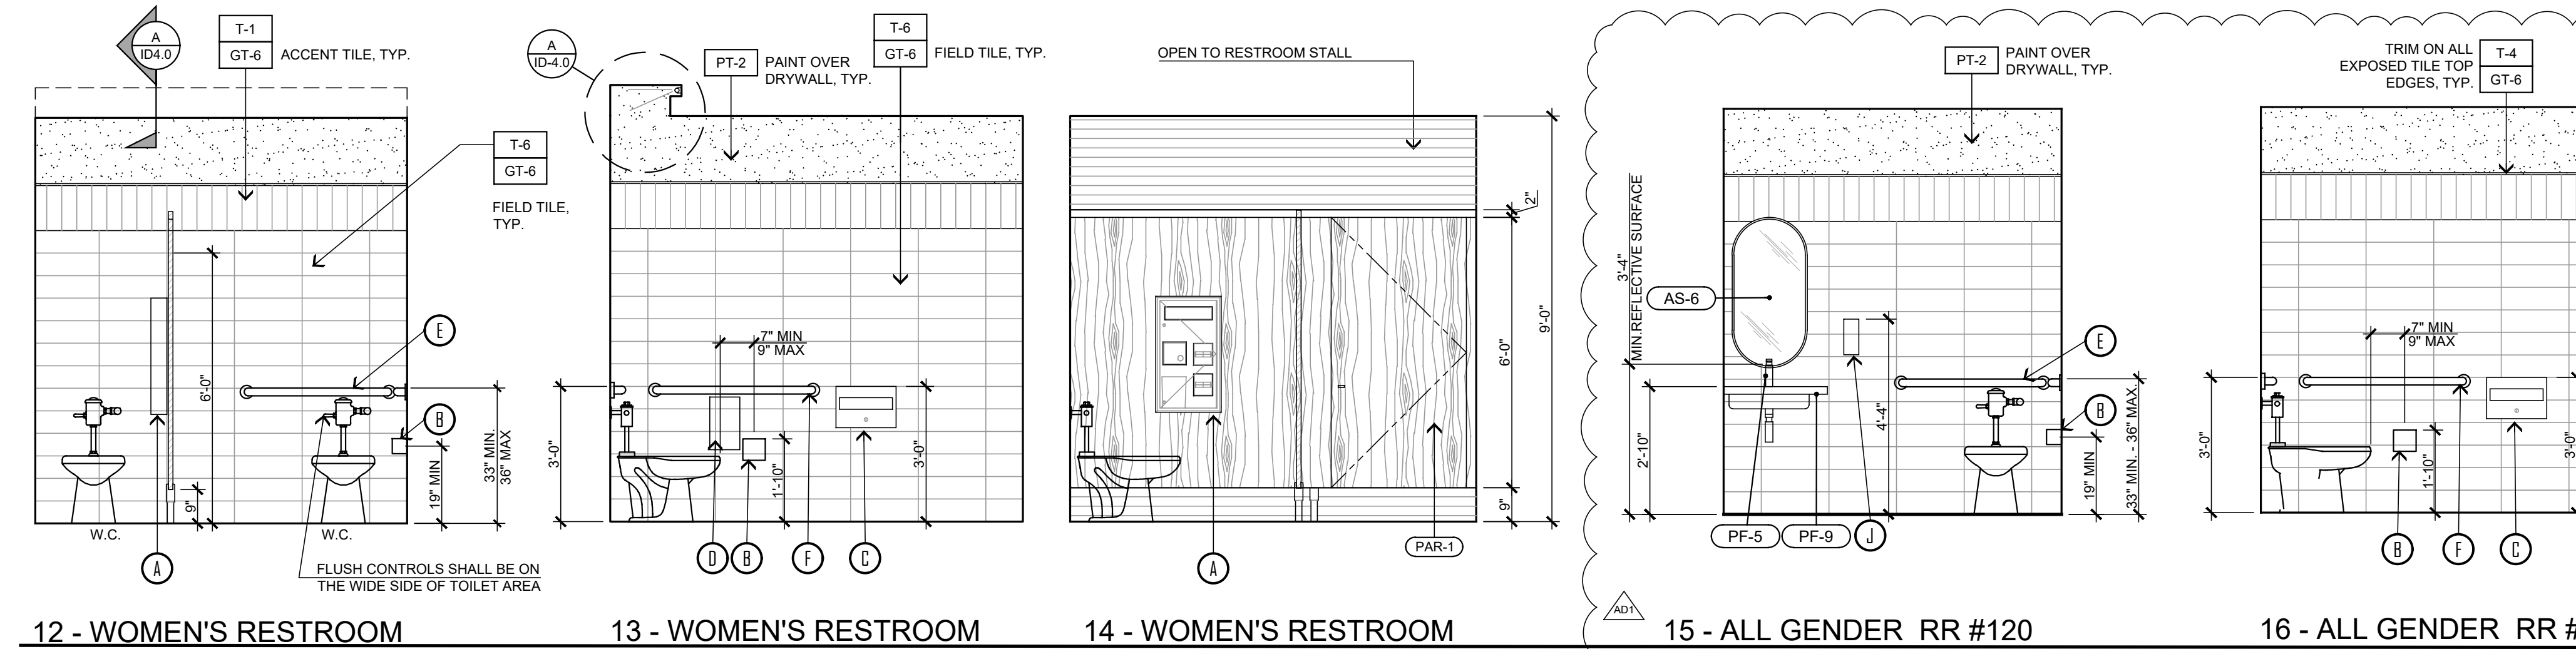 A
ID4.0
T-1
GT-6
ACCENT TILE, TYP.
T-6
GT-6
FIELD TILE,
TYP.
E
B
6'-0"
9"
19" MIN
33" MIN.
36" MAX
W.C.
W.C.
A
FLUSH CONTROLS SHALL BE ON
THE WIDE SIDE OF TOILET AREA
12 - WOMEN'S RESTROOM
A
ID-4.0
PT-2
PAINT OVER
DRYWALL, TYP.
T-6
GT-6
FIELD TILE, TYP.
7" MIN
9" MAX
3'-0"
1'-10"
3'-0"
D
B
F
C
13 - WOMEN'S RESTROOM
OPEN TO RESTROOM STALL
2"
6'-0"
9'-0"
9"
A
PAR-1
14 - WOMEN'S RESTROOM
PT-2
PAINT OVER
DRYWALL, TYP.
3'-4"
MIN.REFLECTIVE SURFACE
AS-6
2'-10"
4'-4"
E
B
19" MIN
33" MIN. - 36" MAX.
PF-5
PF-9
J
AD1
15 - ALL GENDER RR #120
TRIM ON ALL
EXPOSED TILE TOP
EDGES, TYP.
T-4
GT-6
7" MIN
9" MAX
3'-0"
1'-10"
3'-0"
B
F
C
16 - ALL GENDER RR #